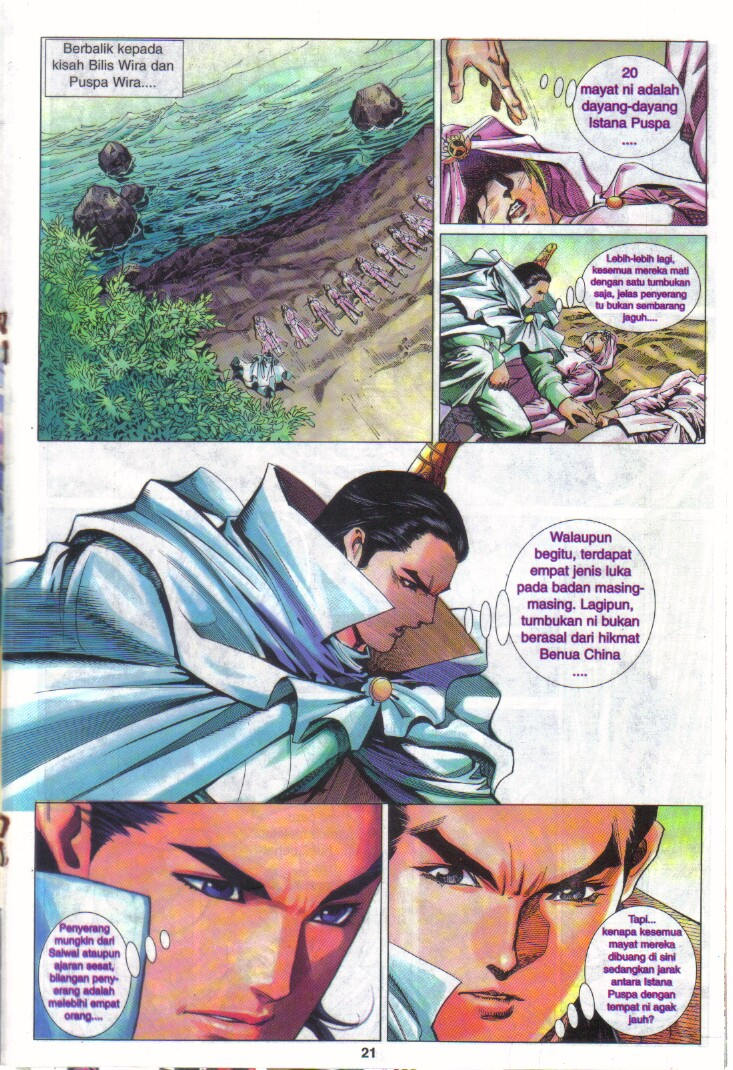 Berbalik kepada
kisah Bilis Wira dan
Puspa Wira....
20
mayat ni adalah
dayang-dayang
Istana Puspa
....
Lebih-lebih lagi,
kesemua mereka mati
dengan satu tumbukan
saja, jelas penyerang
tu bukan sembarang
jaguh....
Walaupun
begitu, terdapat
empat jenis luka
pada badan masing-
masing. Lagipun,
tumbukan ni bukan
berasal dari hikmat
Benua China
....
Penyerang
mungkin dari
Saiwai ataupun
ajaran sesat,
bilangan peny-
erang adalah
melebihi empat
orang....
Tapi...
kenapa kesemua
mayat mereka
dibuang di sini
sedangkan jarak
antara Istana
Puspa dengan
tempat ni agak
jauh?
21